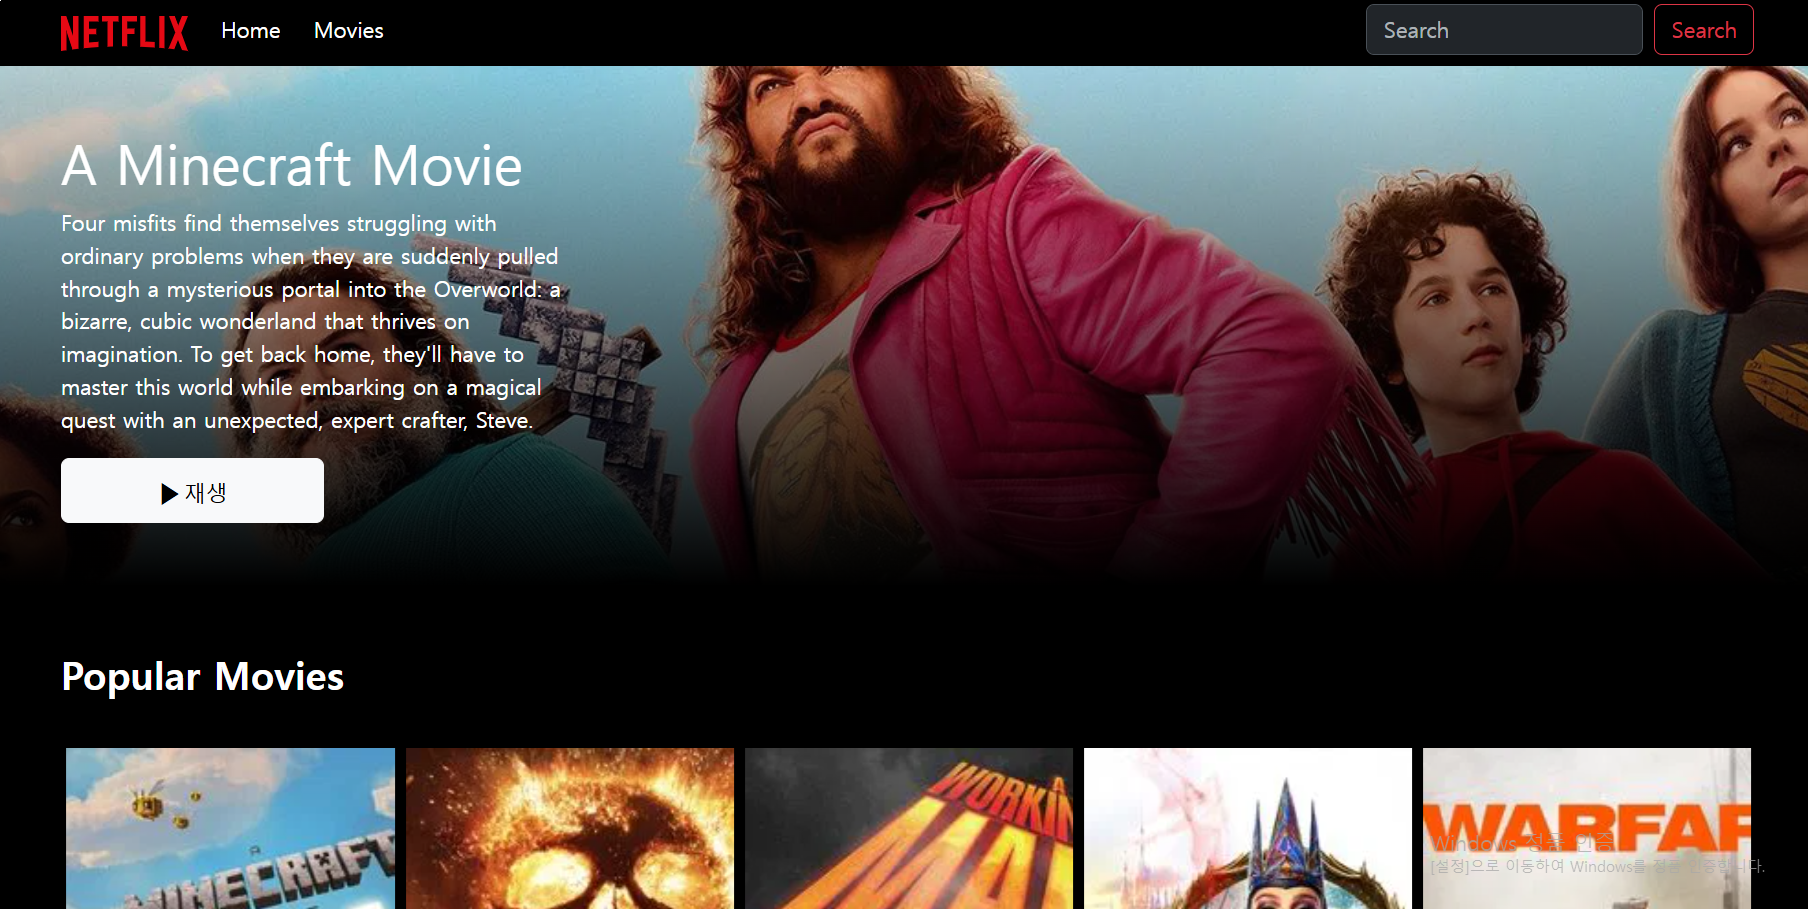 NETFLIX Home Movies Search Search
A Minecraft Movie
Four misfits find themselves struggling with
ordinary problems when they are suddenly pulled
through a mysterious portal into the Overworld: a
bizarre, cubic wonderland that thrives on
imagination. To get back home, they'll have to
master this world while embarking on a magical
quest with an unexpected, expert crafter, Steve.
재생
Popular Movies
MINECRAFT
A
WORKIN
MAN
WARFAR
Windows 정품 인증
[설정]으로 이동하여 Windows를 정품 인증합니다.